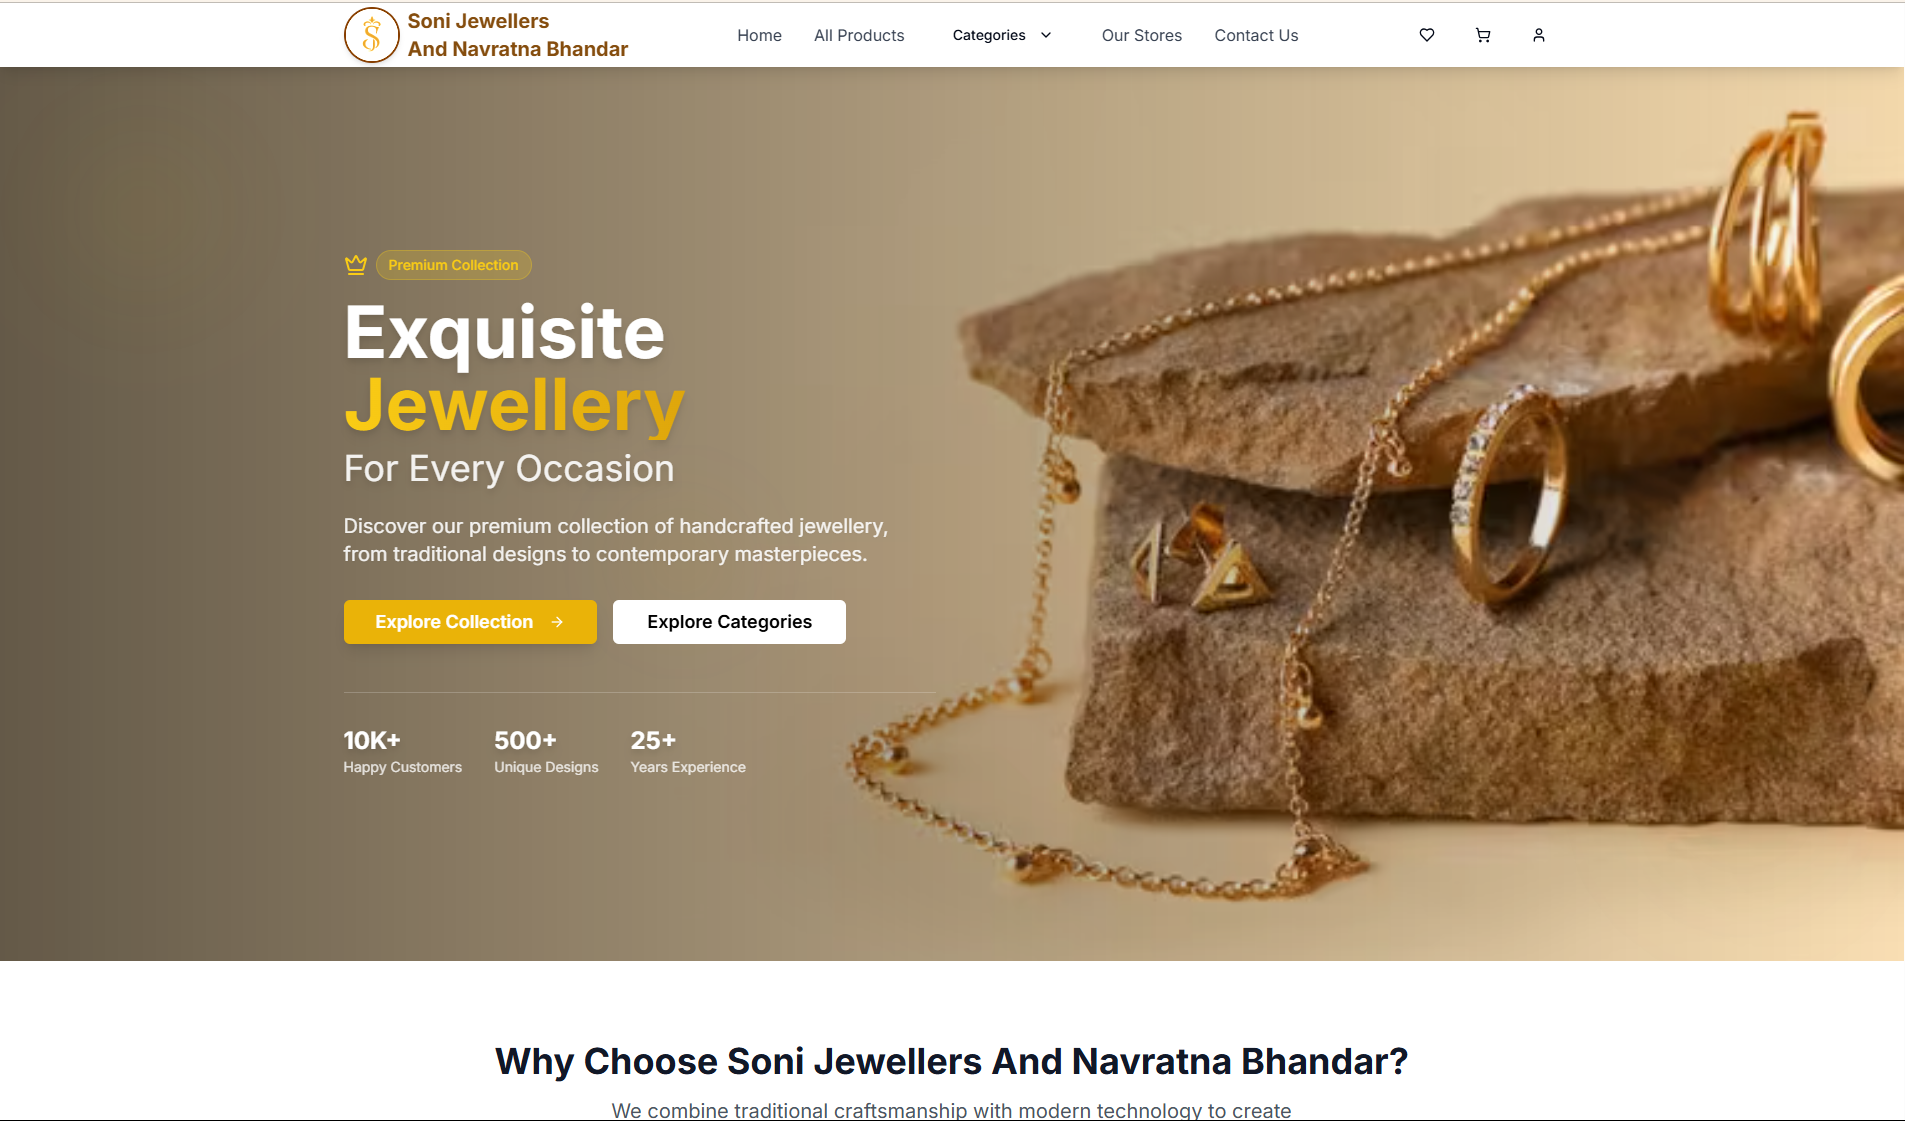 Soni Jewellers
And Navratna Bhandar
Home
All Products
Categories
Our Stores
Contact Us
Premium Collection
Exquisite
Jewellery
For Every Occasion
Discover our premium collection of handcrafted jewellery,
from traditional designs to contemporary masterpieces.
Explore Collection
Explore Categories
10K+
Happy Customers
500+
Unique Designs
25+
Years Experience
Why Choose Soni Jewellers And Navratna Bhandar?
We combine traditional craftsmanship with modern technology to create